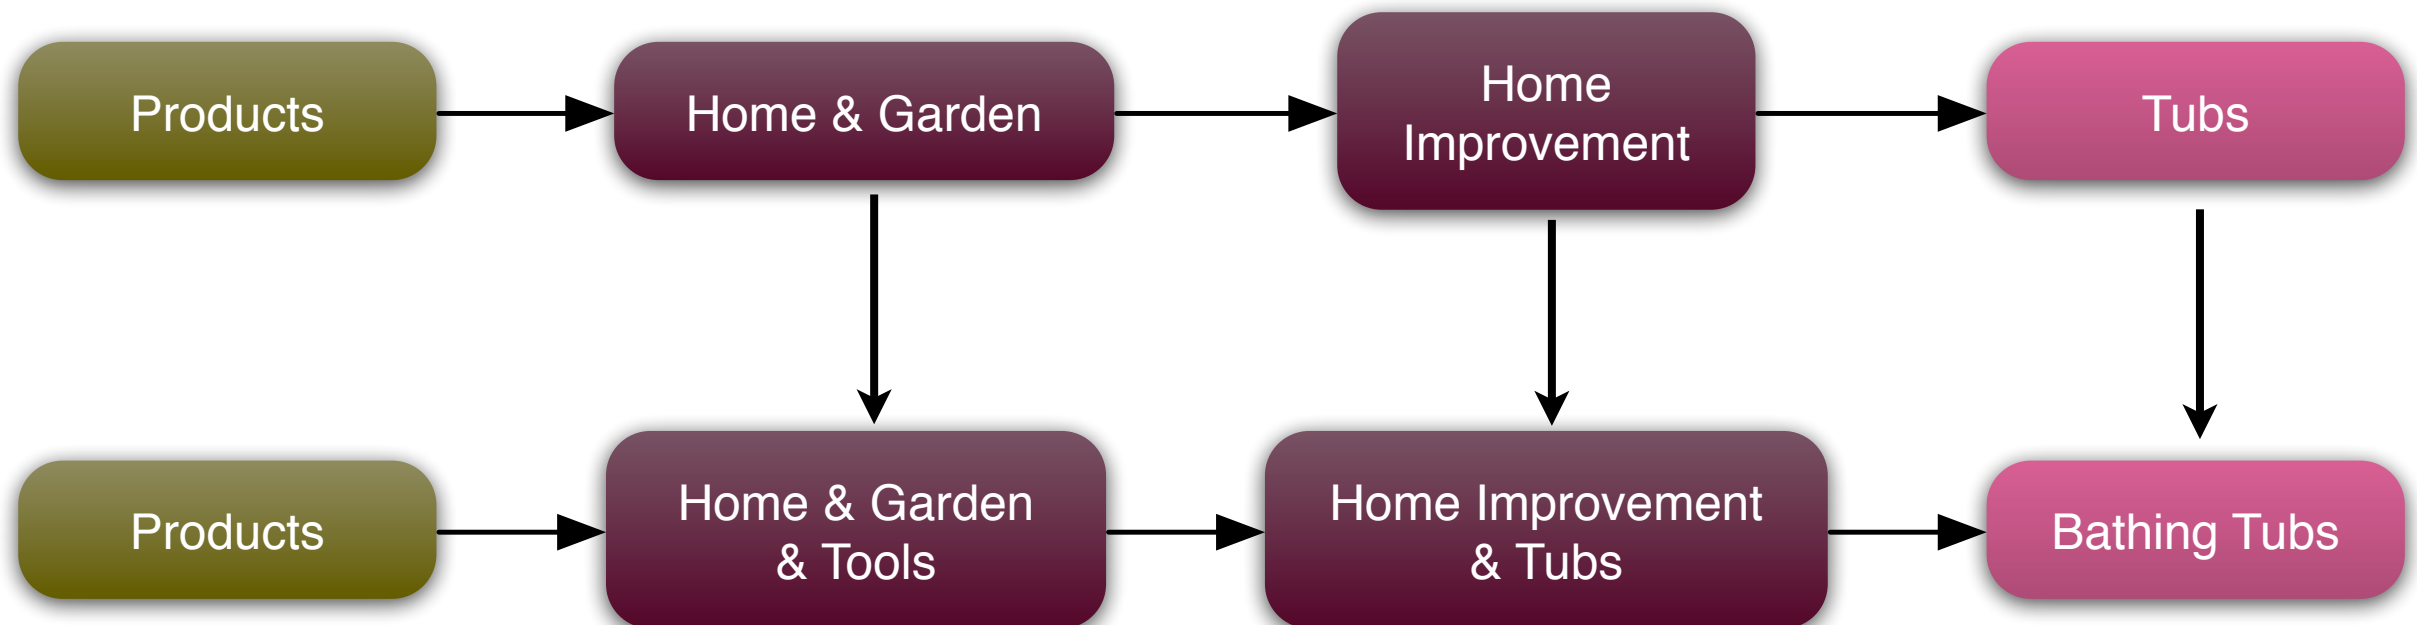 Products
Home & Garden
Home
Improvement
Tubs
Products
Home & Garden
& Tools
Home Improvement
& Tubs
Bathing Tubs